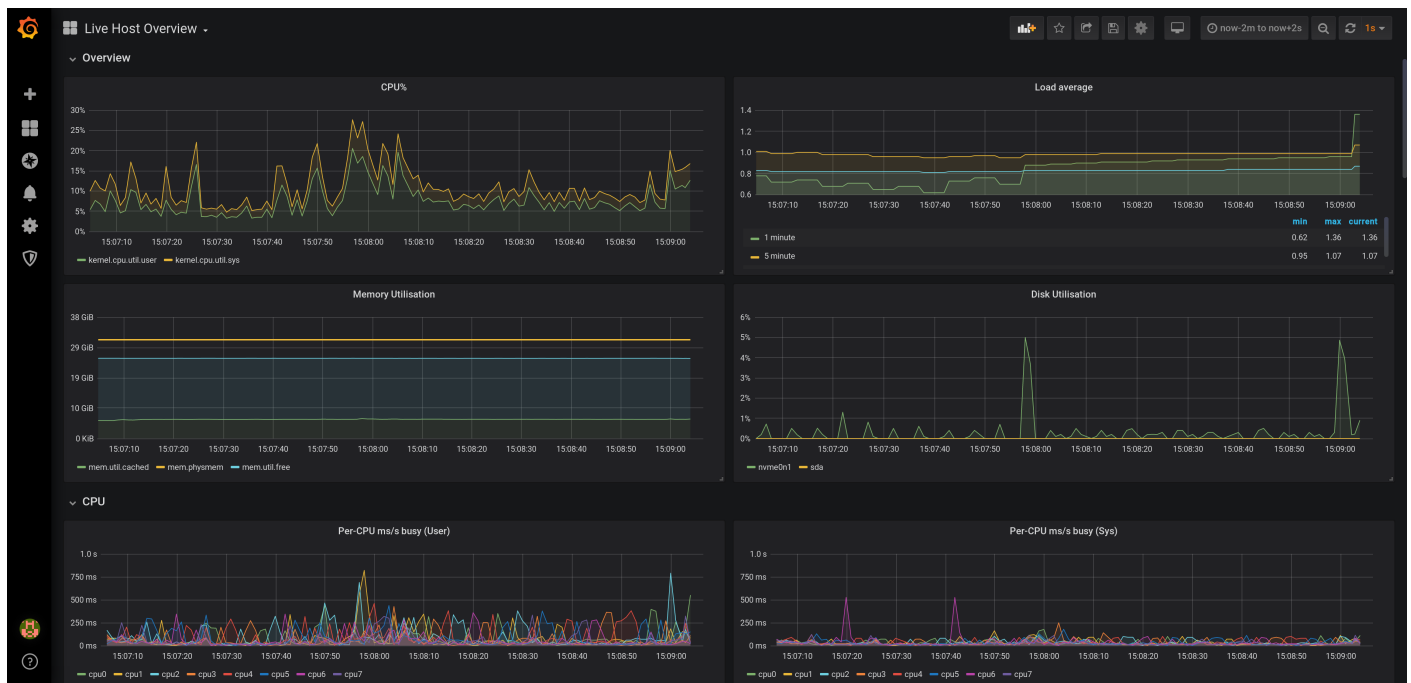 Live Host Overview
now-2m to now+2s
1s
Overview
CPU%
30%
25%
20%
15%
10%
5%
0%
15:07:10 15:07:20 15:07:30 15:07:40 15:07:50 15:08:00 15:08:10 15:08:20 15:08:30 15:08:40 15:08:50 15:09:00
kernel.cpu.util.user kernel.cpu.util.sys
Load average
1.4
1.2
1.0
0.8
0.6
15:07:10 15:07:20 15:07:30 15:07:40 15:07:50 15:08:00 15:08:10 15:08:20 15:08:30 15:08:40 15:08:50 15:09:00
min max current
1 minute 0.62 1.36 1.36
5 minute 0.95 1.07 1.07
Memory Utilisation
38 GiB
29 GiB
19 GiB
10 GiB
0 KiB
15:07:10 15:07:20 15:07:30 15:07:40 15:07:50 15:08:00 15:08:10 15:08:20 15:08:30 15:08:40 15:08:50 15:09:00
mem.util.cached mem.physmem mem.util.free
Disk Utilisation
6%
5%
4%
3%
2%
1%
0%
15:07:10 15:07:20 15:07:30 15:07:40 15:07:50 15:08:00 15:08:10 15:08:20 15:08:30 15:08:40 15:08:50 15:09:00
nvme0n1 sda
CPU
Per-CPU ms/s busy (User)
1.0 s
750 ms
500 ms
250 ms
0 ms
15:07:10 15:07:20 15:07:30 15:07:40 15:07:50 15:08:00 15:08:10 15:08:20 15:08:30 15:08:40 15:08:50 15:09:00
cpu0 cpu1 cpu2 cpu3 cpu4 cpu5 cpu6 cpu7
Per-CPU ms/s busy (Sys)
1.0 s
750 ms
500 ms
250 ms
0 ms
15:07:10 15:07:20 15:07:30 15:07:40 15:07:50 15:08:00 15:08:10 15:08:20 15:08:30 15:08:40 15:08:50 15:09:00
cpu0 cpu1 cpu2 cpu3 cpu4 cpu5 cpu6 cpu7